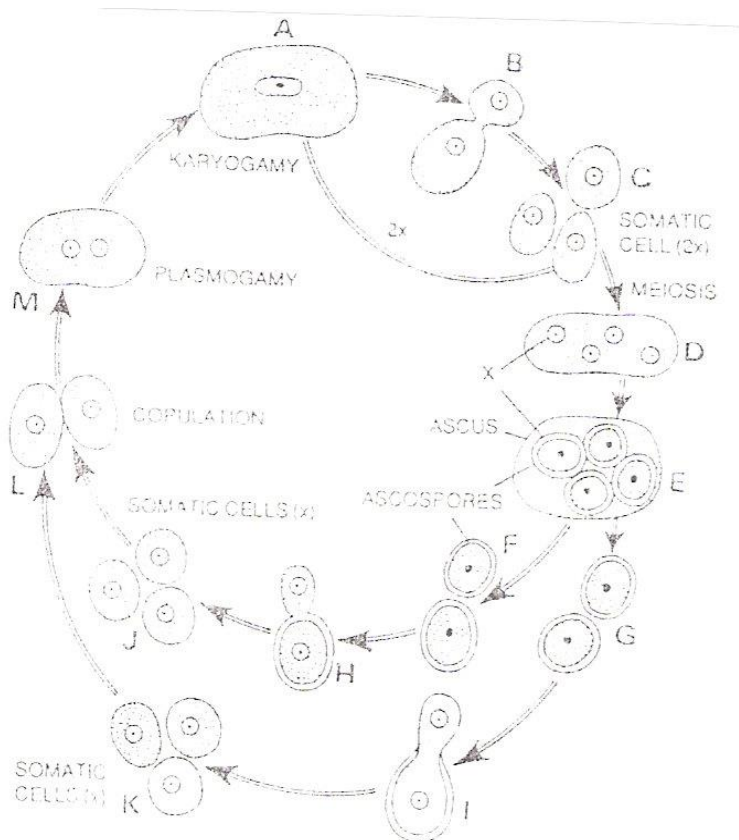 A
B
KARYOGAMY
C
2x
SOMATIC
CELL (2x)
PLASMOGAMY
M
MEIOSIS
D
x
COPULATION
ASCUS
L
E
SOMATIC CELLS (x)
ASCOSPORES
F
J
H
G
SOMATIC
CELLS (x)
K
I